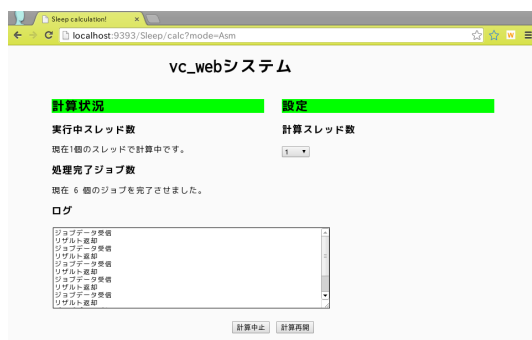 Sleep calculation!
localhost:9393/Sleep/calc?mode=Asm
vc_webシステム
計算状況
設定
実行中スレッド数
計算スレッド数
現在1個のスレッドで計算中です。
1
処理完了ジョブ数
現在 6 個のジョブを完了させました。
ログ
ジョブデータ受信
リザルト返却
ジョブデータ受信
リザルト返却
ジョブデータ受信
リザルト返却
ジョブデータ受信
リザルト返却
ジョブデータ受信
リザルト返却
計算中止
計算再開